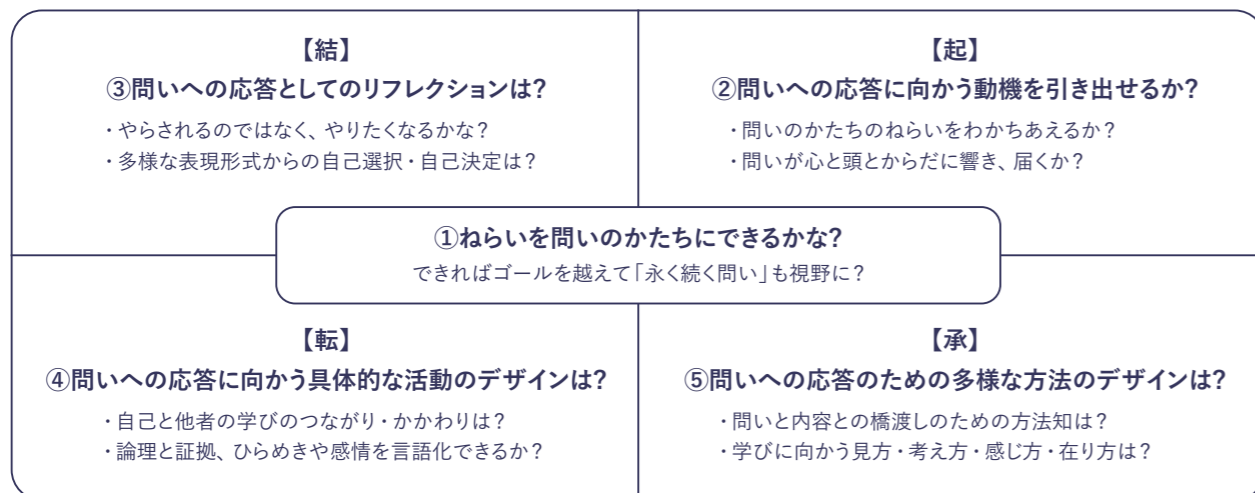 【結】
③問いへの応答としてのリフレクションは?
・やらされるのではなく、やりたくなるかな?
・多様な表現形式からの自己選択・自己決定は?
【起】
②問いへの応答に向かう動機を引き出せるか?
・問いのかたちのねらいをわかちあえるか?
・問いが心と頭とからだに響き、届くか?
①ねらいを問いのかたちにできるかな?
できればゴールを越えて「永く続く問い」も視野に?
【転】
④問いへの応答に向かう具体的な活動のデザインは?
・自己と他者の学びのつながり・かかわりは?
・論理と証拠、ひらめきや感情を言語化できるか?
【承】
⑤問いへの応答のための多様な方法のデザインは?
・問いと内容との橋渡しのための方法知は?
・学びに向かう見方・考え方・感じ方・在り方は?